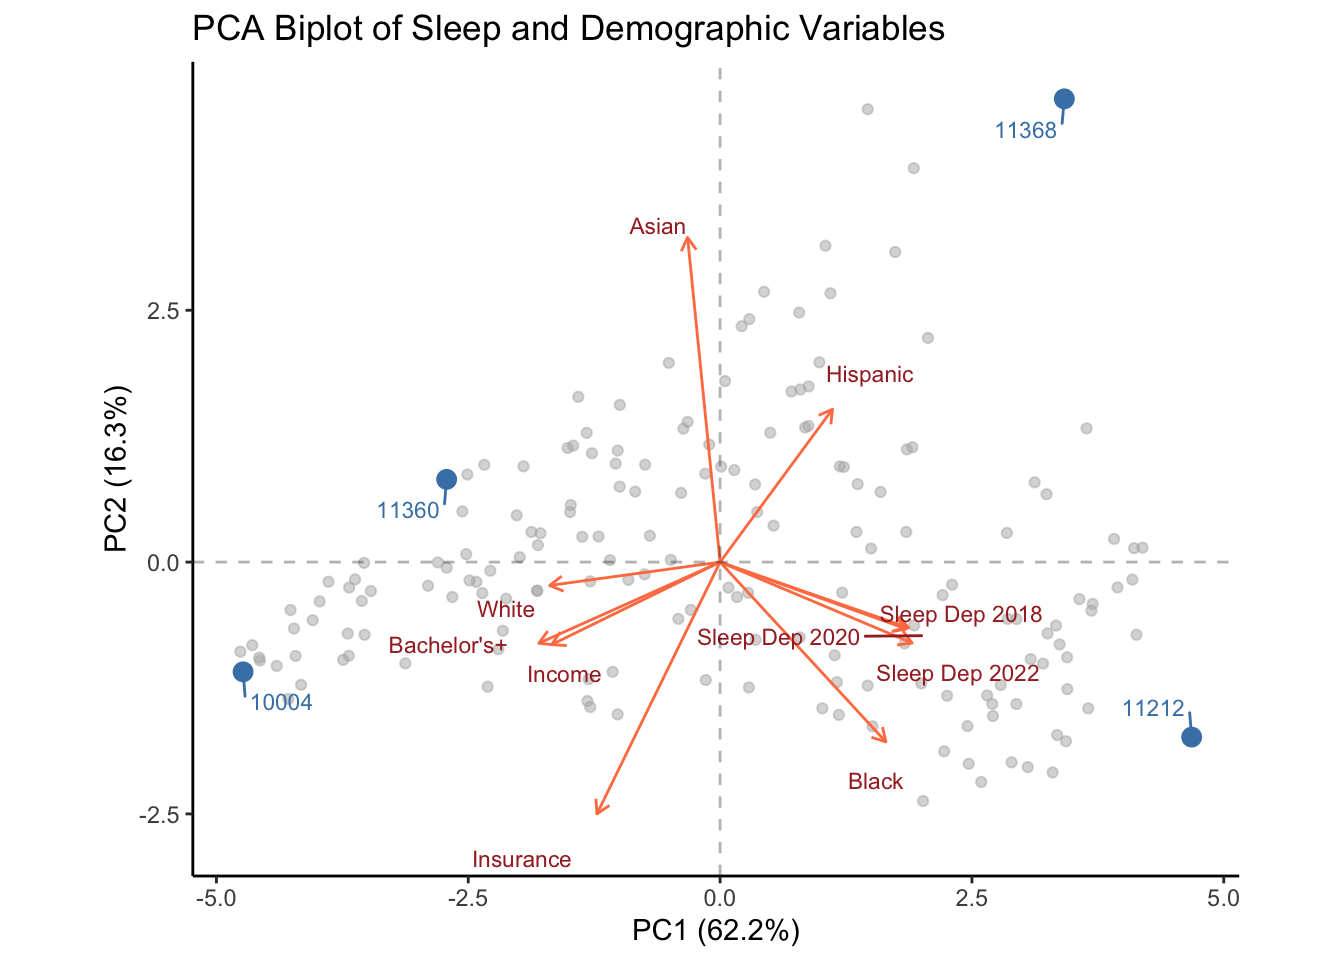 PCA Biplot of Sleep and Demographic Variables
11368
Asian
2.5
Hispanic
11360
PC2 (16.3%)
0.0
White
Sleep Dep 2018
Sleep Dep 2020
Bachelor's+
Income
Sleep Dep 2022
10004
11212
Black
-2.5
Insurance
-5.0
-2.5
0.0
2.5
5.0
PC1 (62.2%)